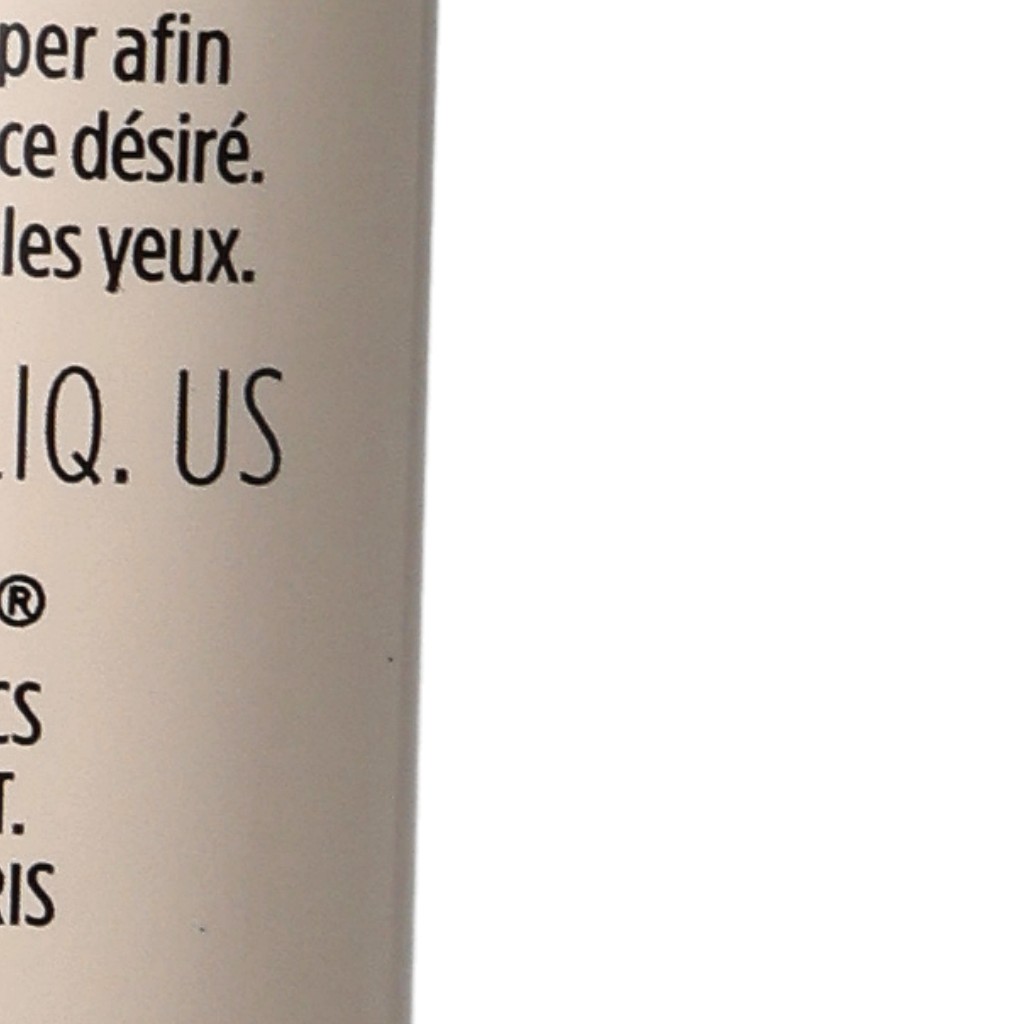 per afin
ce désiré.
les yeux.
IQ. US
®
CS
T.
RIS